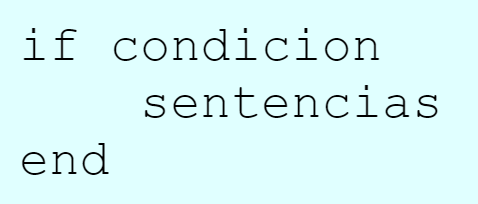 if condicion
    sentencias
end